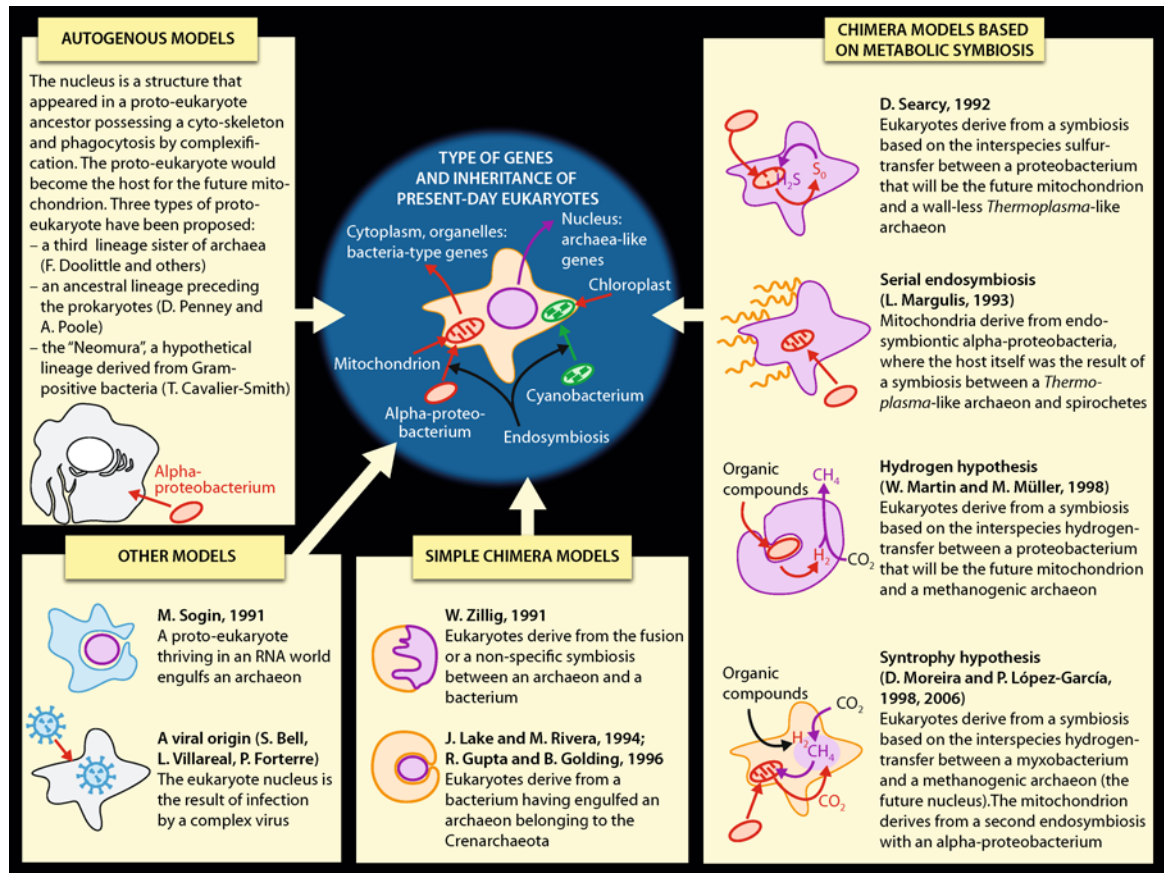 AUTOGENOUS MODELS
The nucleus is a structure that
appeared in a proto-eukaryote
ancestor possessing a cyto-skeleton
and phagocytosis by complexifi-
cation. The proto-eukaryote would
become the host for the future mito-
chondrion. Three types of proto-
eukaryote have been proposed:
– a third lineage sister of archaea
(F. Doolittle and others)
– an ancestral lineage preceding
the prokaryotes (D. Penney and
A. Poole)
– the “Neomura”, a hypothetical
lineage derived from Gram-
positive bacteria (T. Cavalier-Smith)
Alpha-
proteobacterium
TYPE OF GENES
AND INHERITANCE OF
PRESENT-DAY EUKARYOTES
Cytoplasm, organelles:
bacteria-type genes
Nucleus:
archaea-like
genes
Chloroplast
Mitochondrion
Alpha-proteo-
bacterium
Cyanobacterium
Endosymbiosis
OTHER MODELS
M. Sogin, 1991
A proto-eukaryote
thriving in an RNA world
engulfs an archaeon
A viral origin (S. Bell,
L. Villareal, P. Forterre)
The eukaryote nucleus is
the result of infection
by a complex virus
SIMPLE CHIMERA MODELS
W. Zillig, 1991
Eukaryotes derive from the fusion
or a non-specific symbiosis
between an archaeon and a
bacterium
J. Lake and M. Rivera, 1994;
R. Gupta and B. Golding, 1996
Eukaryotes derive from a
bacterium having engulfed an
archaeon belonging to the
Crenarchaeota
CHIMERA MODELS BASED
ON METABOLIC SYMBIOSIS
H₂S
S₀
D. Searcy, 1992
Eukaryotes derive from a symbiosis
based on the interspecies sulfur-
transfer between a proteobacterium
that will be the future mitochondrion
and a wall-less Thermoplasma-like
archaeon
Serial endosymbiosis
(L. Margulis, 1993)
Mitochondria derive from endo-
symbiotic alpha-proteobacteria,
where the host itself was the result of
a symbiosis between a Thermo-
plasma-like archaeon and spirochetes
Organic
compounds
CH₄
H₂
CO₂
Hydrogen hypothesis
(W. Martin and M. Müller, 1998)
Eukaryotes derive from a symbiosis
based on the interspecies hydrogen-
transfer between a proteobacterium
that will be the future mitochondrion
and a methanogenic archaeon
Organic
compounds
CO₂
H₂
CH₄
CO₂
Syntrophy hypothesis
(D. Moreira and P. López-García,
1998, 2006)
Eukaryotes derive from a symbiosis
based on the interspecies hydrogen-
transfer between a myxobacterium
and a methanogenic archaeon (the
future nucleus).The mitochondrion
derives from a second endosymbiosis
with an alpha-proteobacterium